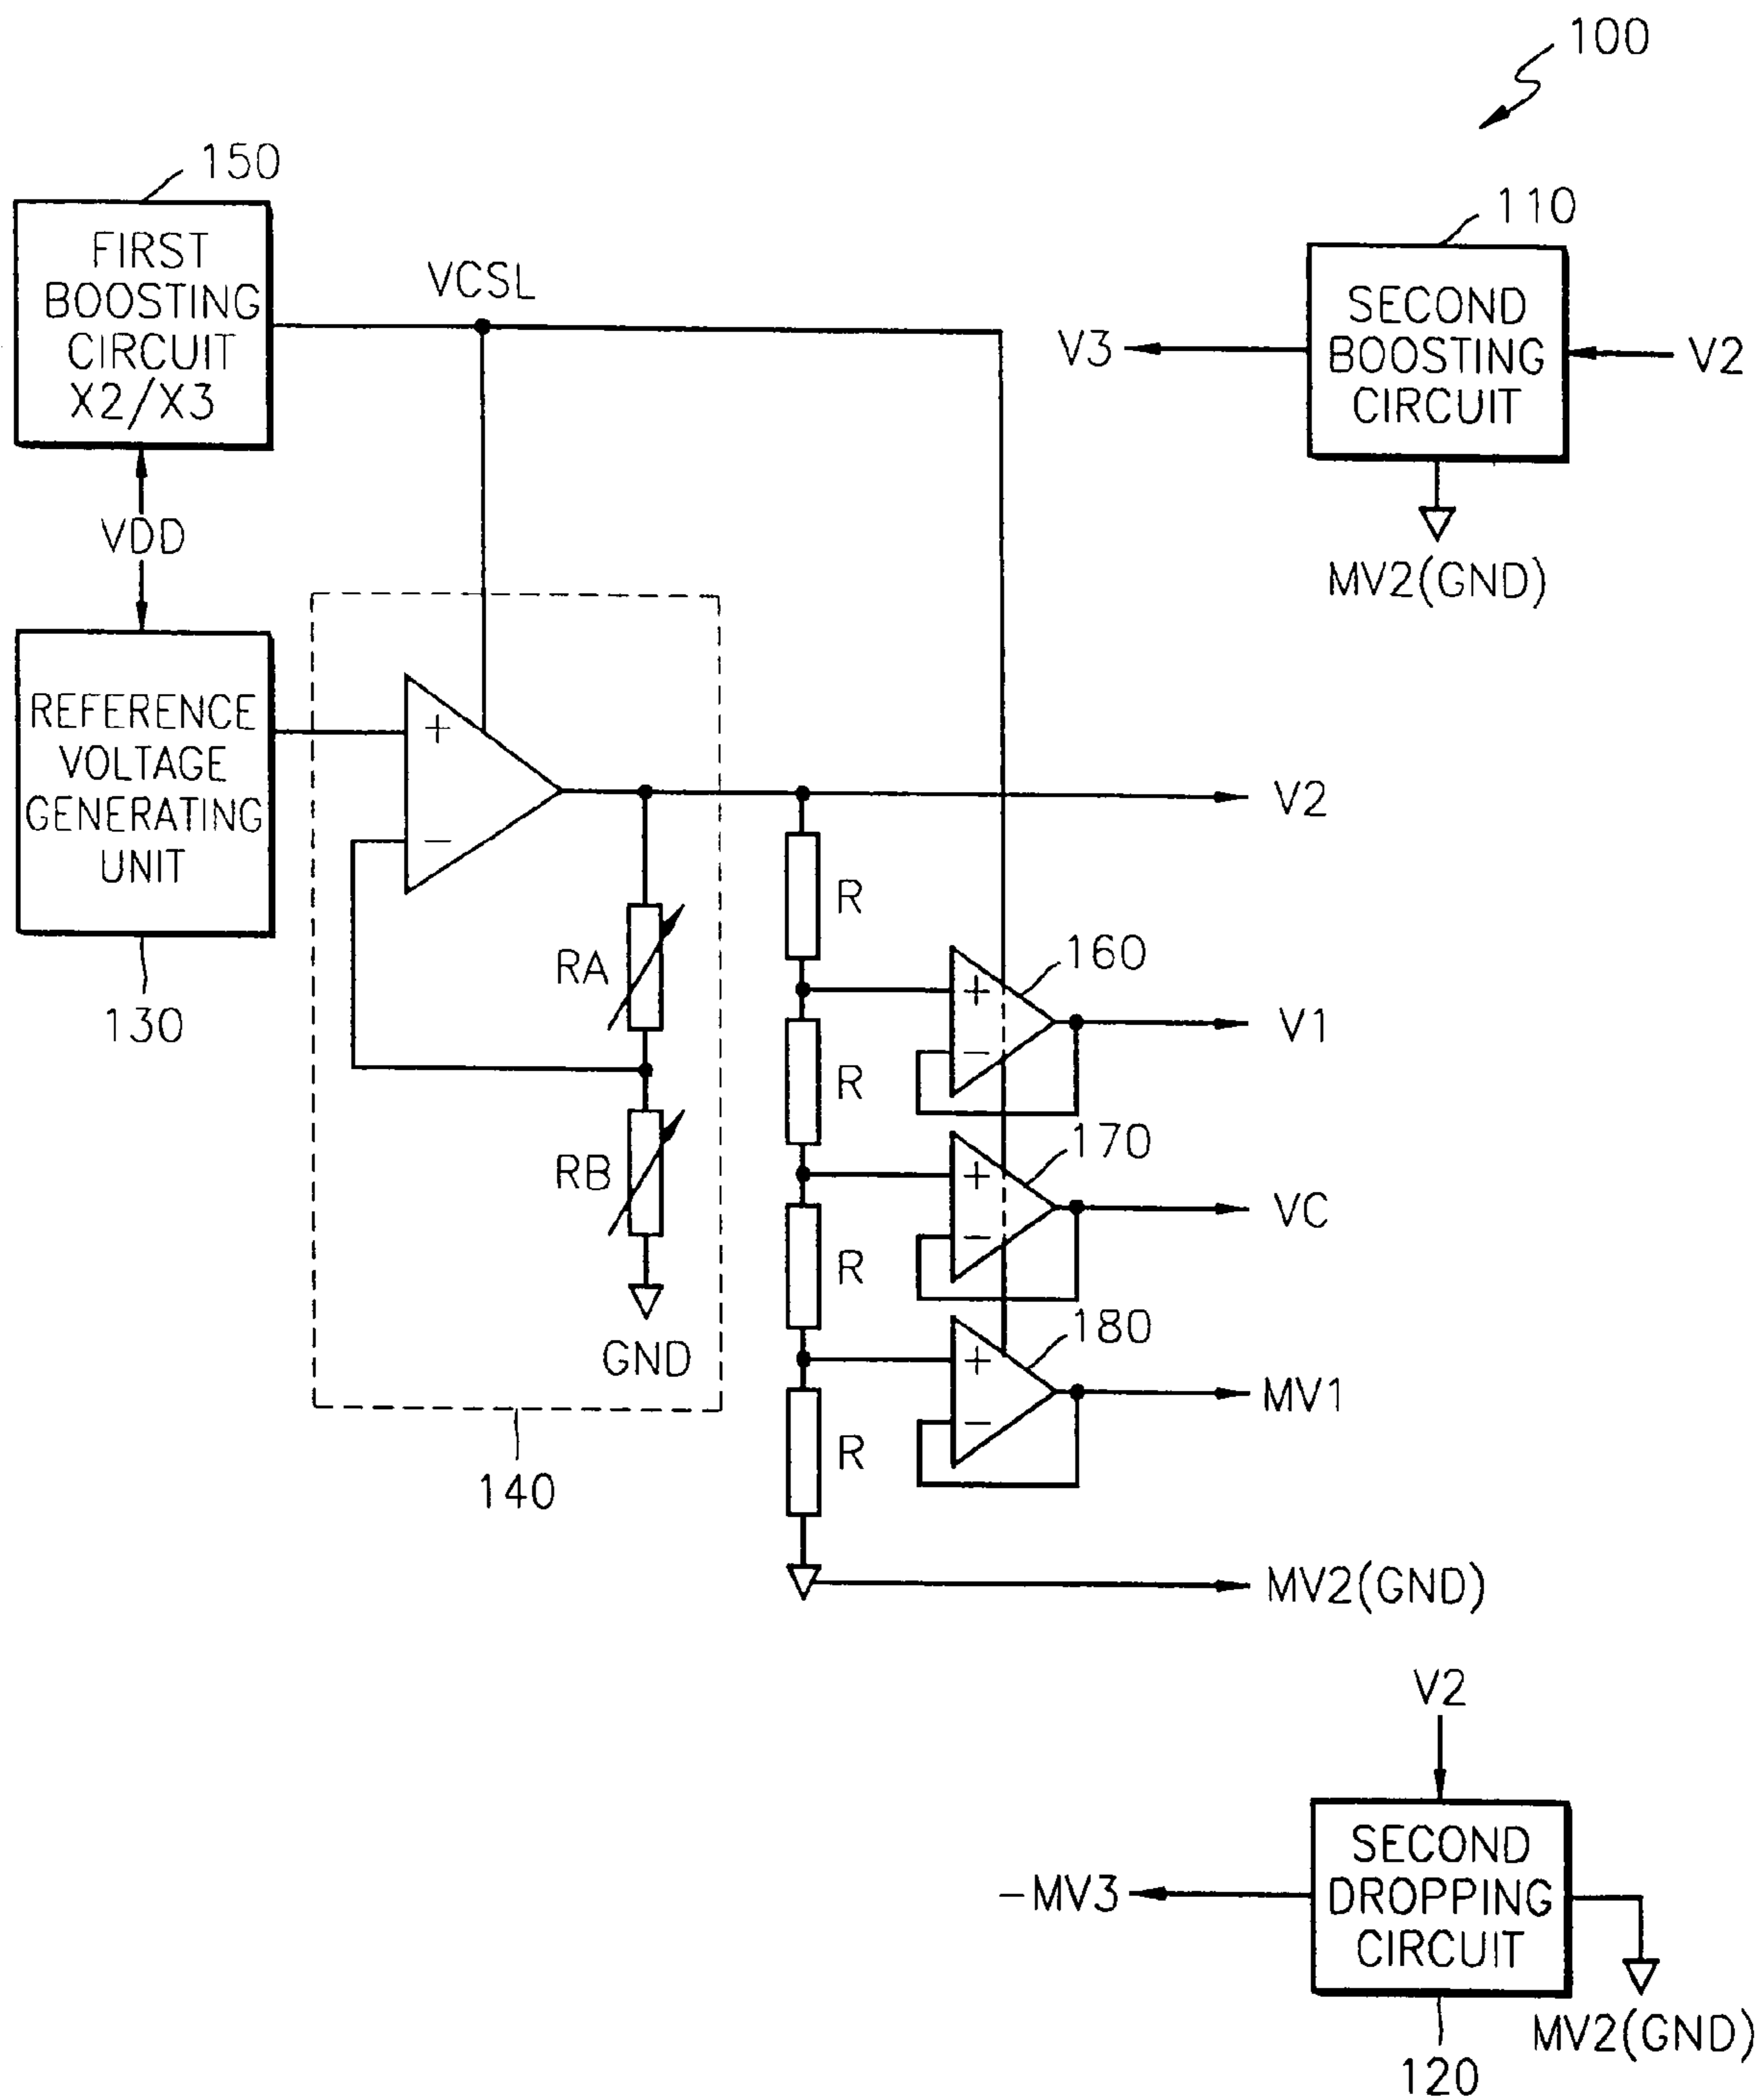 100
150
110
FIRST
BOOSTING
CIRCUIT
X2/X3
VCSL
SECOND
BOOSTING
CIRCUIT
V3
V2
VDD
MV2(GND)
REFERENCE
VOLTAGE
GENERATING
UNIT
130
+
−
V2
RA
RB
GND
140
R
R
R
R
160
+
−
V1
170
+
−
VC
180
+
−
MV1
MV2(GND)
V2
SECOND
DROPPING
CIRCUIT
−MV3
MV2(GND)
120